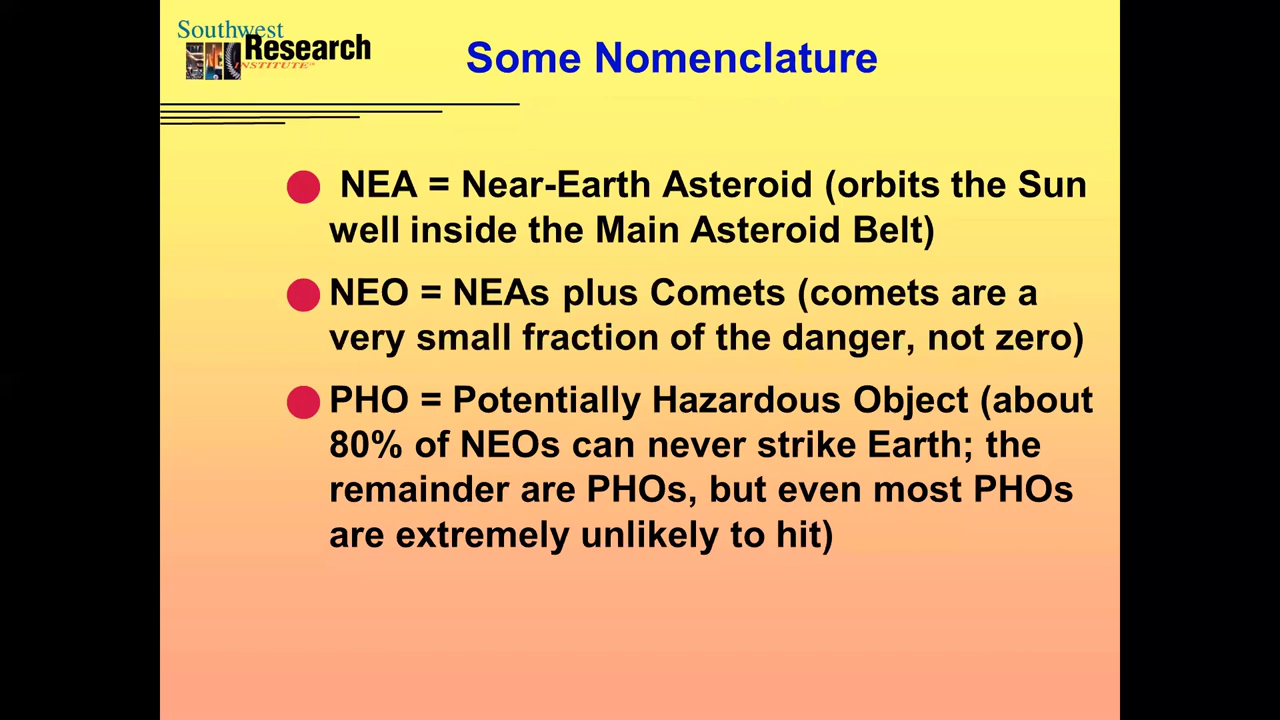 Southwest
Research
INSTITUTE
Some Nomenclature
NEA = Near-Earth Asteroid (orbits the Sun
well inside the Main Asteroid Belt)
NEO = NEAs plus Comets (comets are a
very small fraction of the danger, not zero)
PHO = Potentially Hazardous Object (about
80% of NEOs can never strike Earth; the
remainder are PHOs, but even most PHOs
are extremely unlikely to hit)